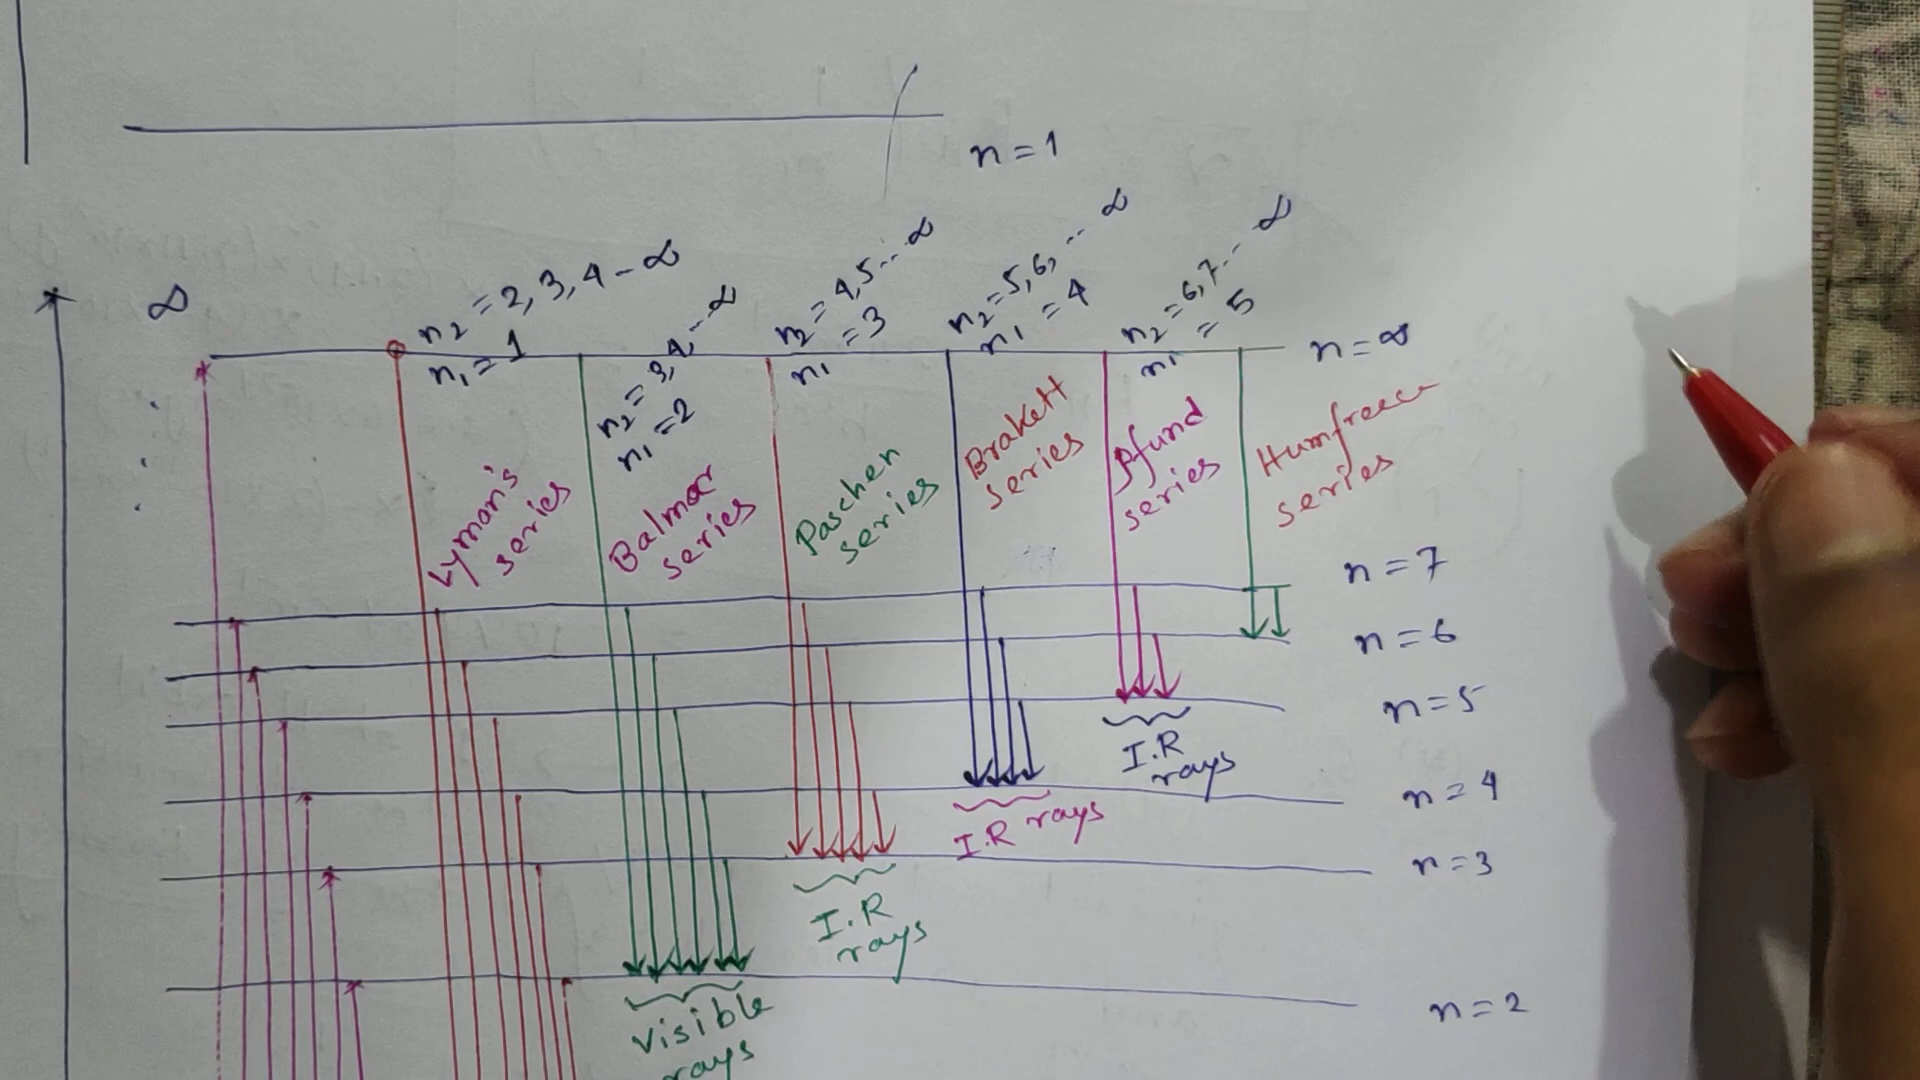 n = 1
∞
n2 = 2, 3, 4 - ∞
n1 = 1
n2 = 3, 4, -- ∞
n1 = 2
n2 = 4, 5 -- ∞
n1 = 3
n2 = 5, 6, -- ∞
n1 = 4
n2 = 6, 7 -- ∞
n1 = 5
n = ∞
Lyman's
series
Balmar
series
Paschen
series
Brakett
series
Pfund
series
series
n = 7
n = 6
n = 5
I.R
rays
n = 4
I.R rays
n = 3
I.R
rays
n = 2
Visible
rays